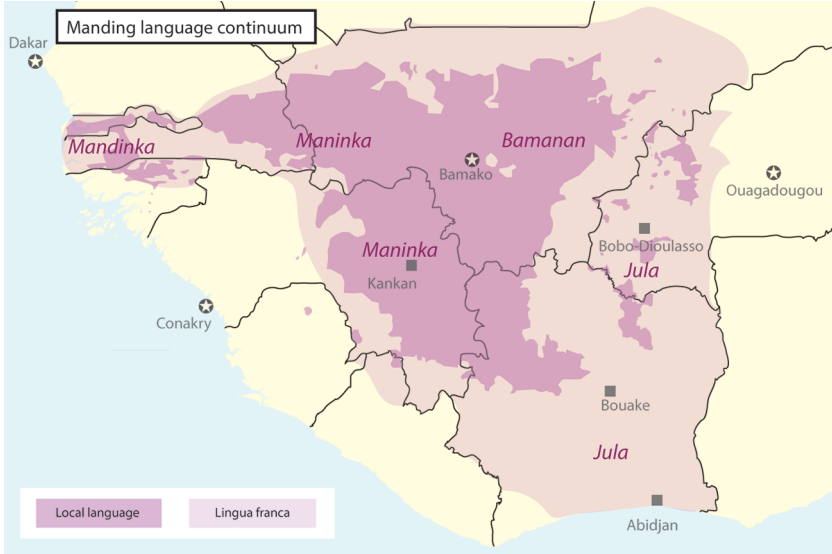 Manding language continuum
Dakar
Mandinka
Maninka
Bamanan
Bamako
Ouagadougou
Bobo-Dioulasso
Maninka
Jula
Kankan
Conakry
Bouake
Jula
Local language
Lingua franca
Abidjan